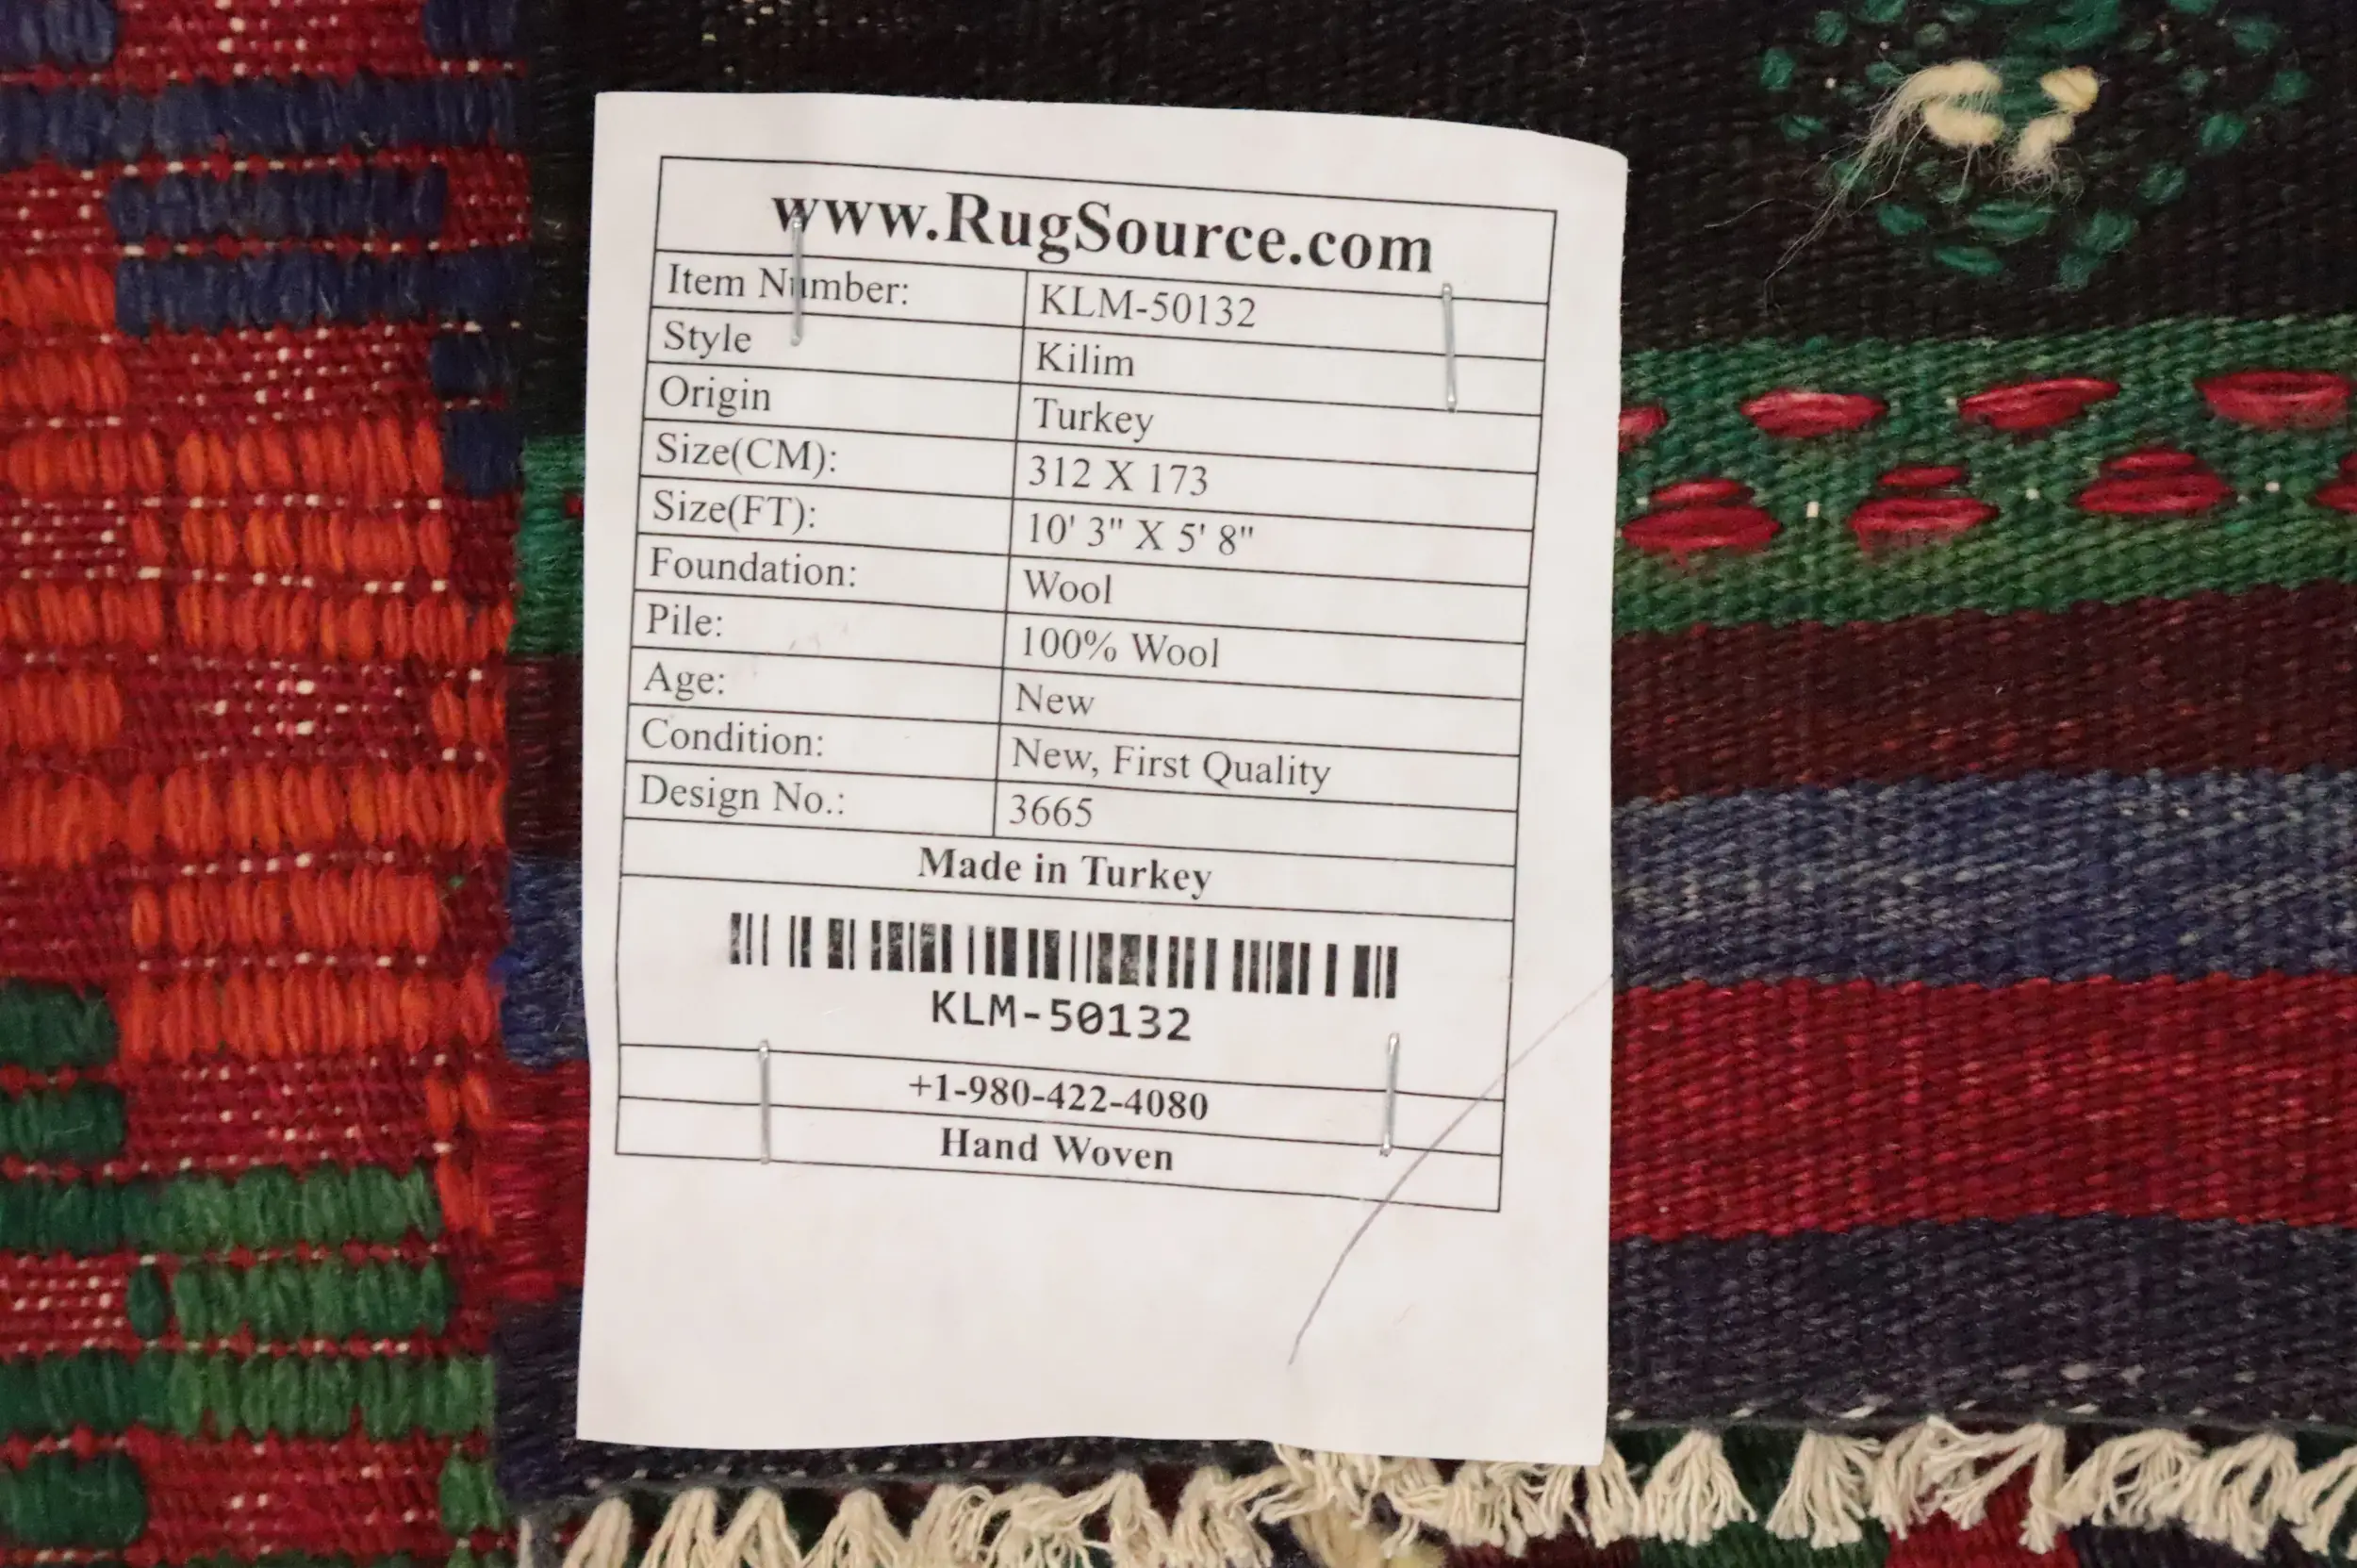 www.RugSource.com
Item Number: KLM-50132
Style Kilim
Origin Turkey
Size(CM): 312 X 173
Size(FT): 10' 3" X 5' 8"
Foundation: Wool
Pile: 100% Wool
Age: New
Condition: New, First Quality
Design No.: 3665
Made in Turkey
KLM-50132
+1-980-422-4080
Hand Woven